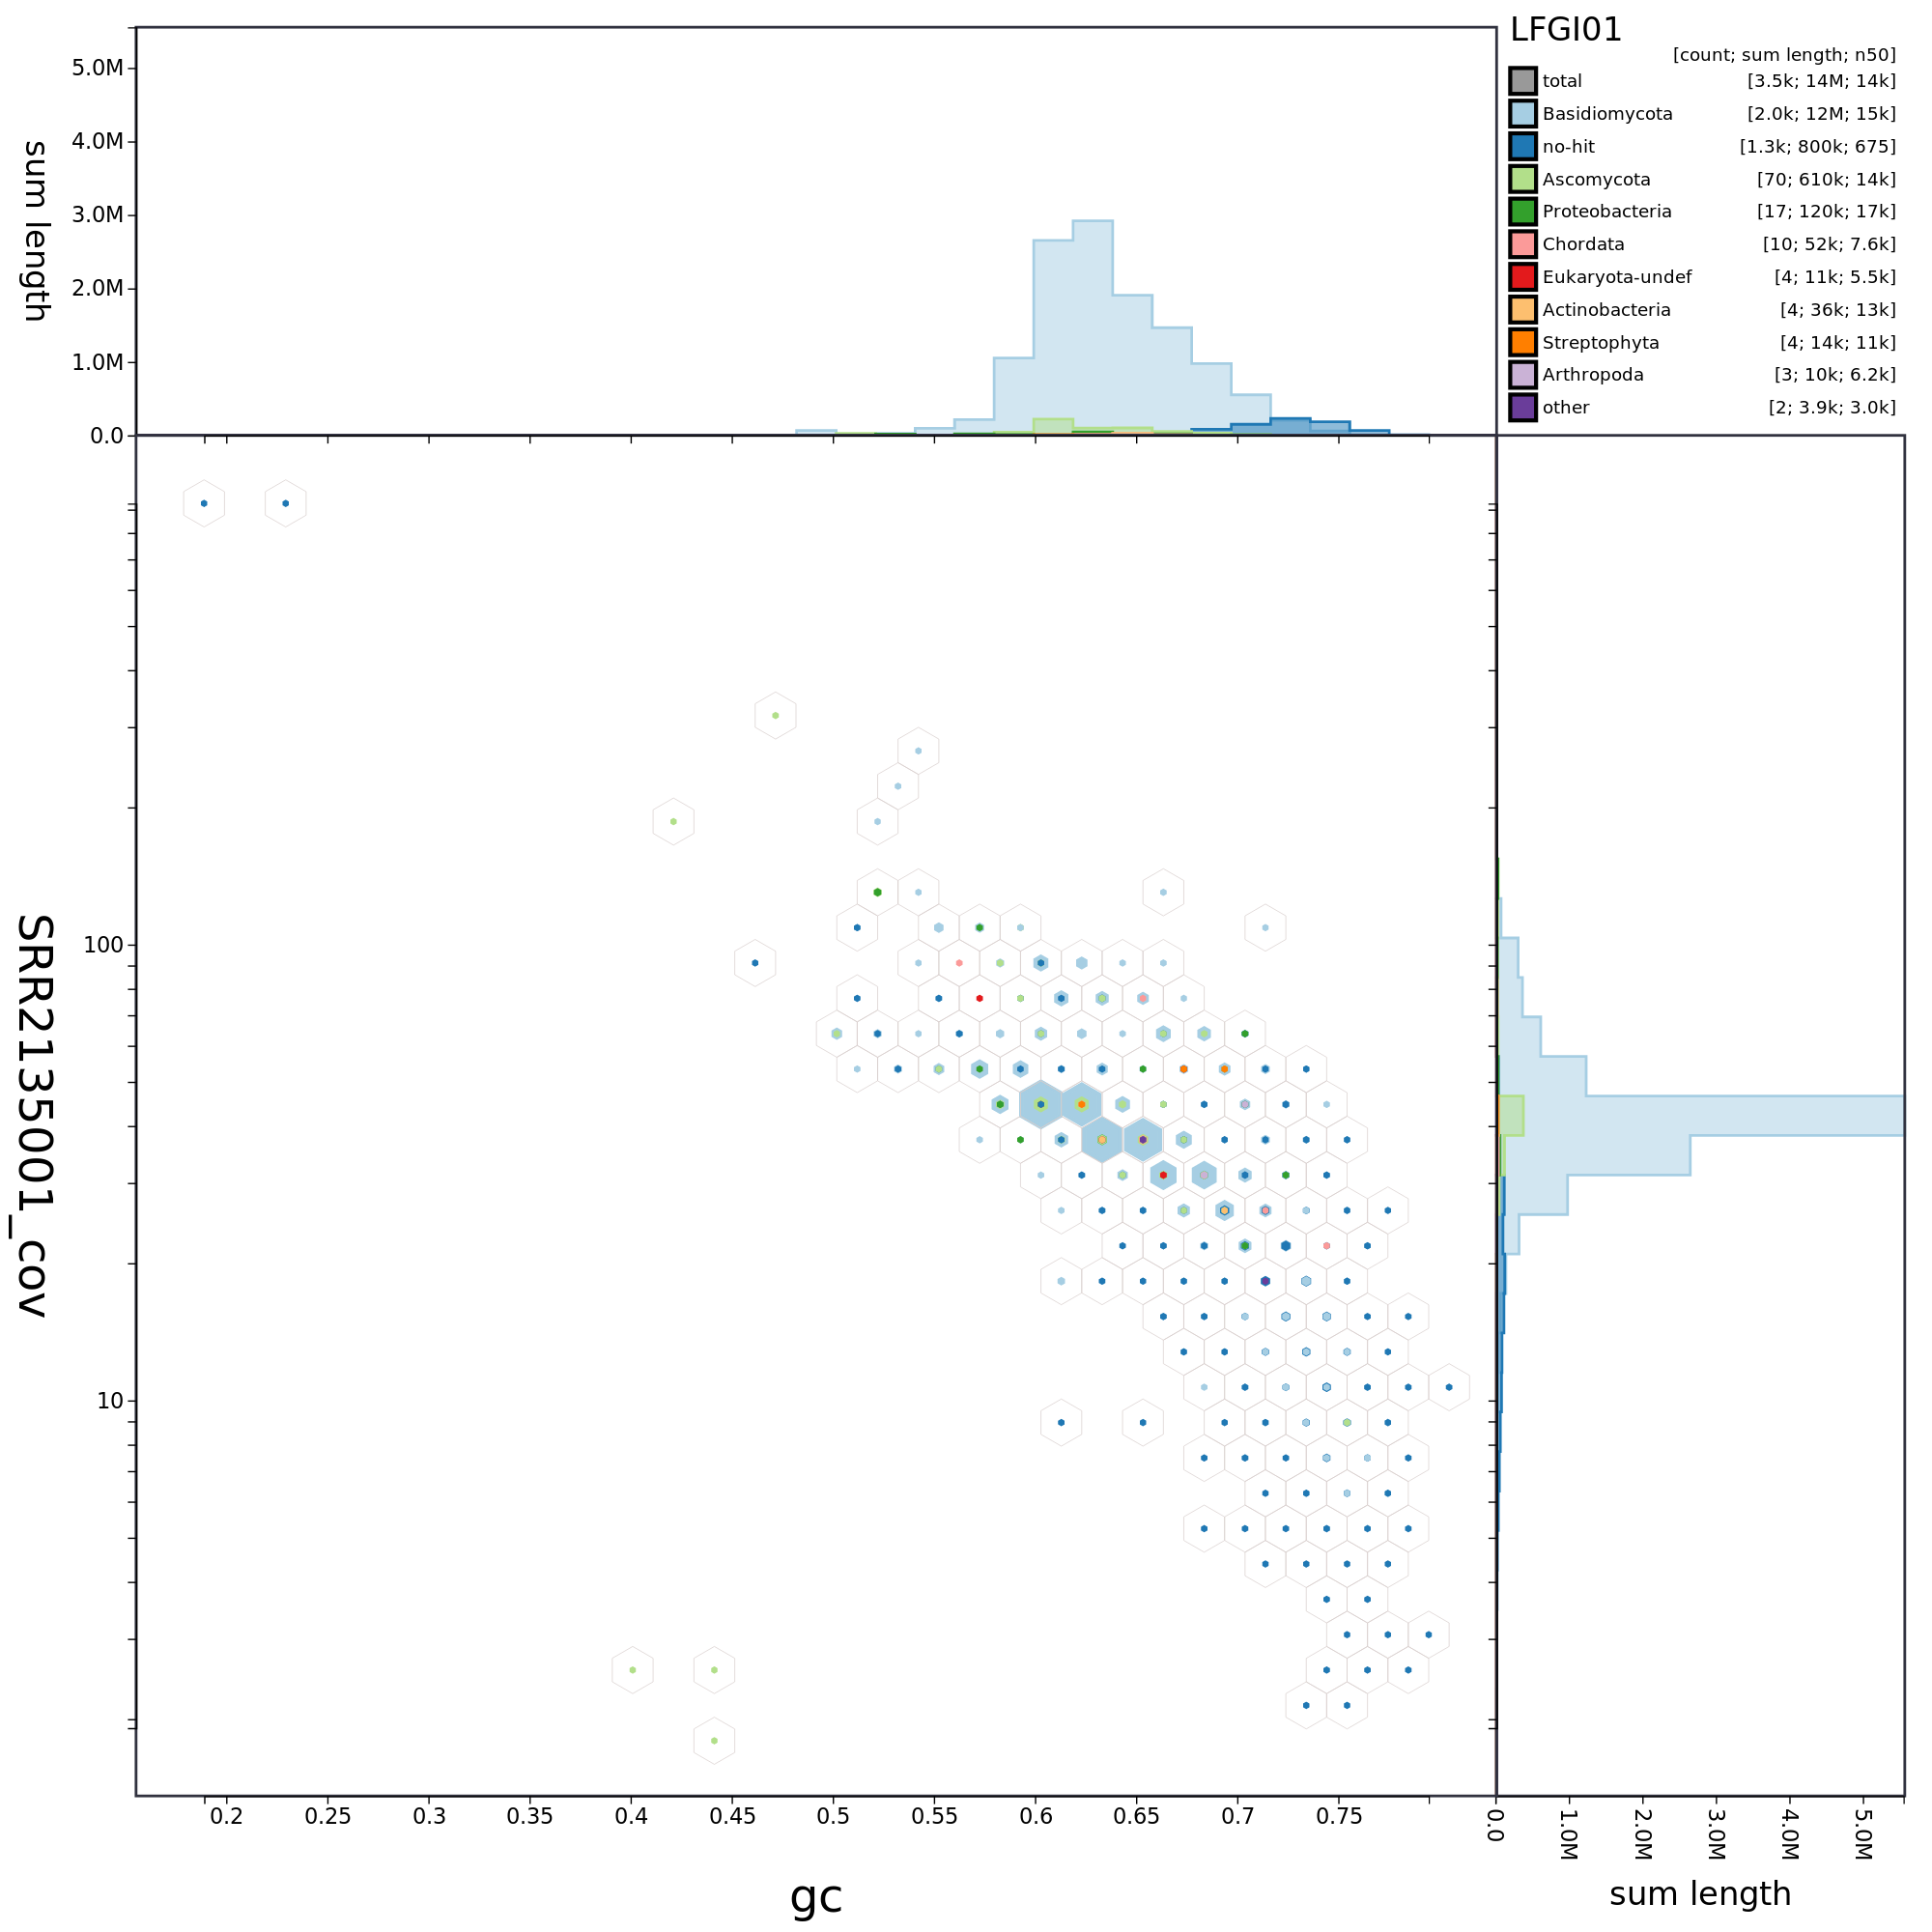 LFGI01
[count; sum length; n50]
total [3.5k; 14M; 14k]
Basidiomycota [2.0k; 12M; 15k]
no-hit [1.3k; 800k; 675]
Ascomycota [70; 610k; 14k]
Proteobacteria [17; 120k; 17k]
Chordata [10; 52k; 7.6k]
Eukaryota-undef [4; 11k; 5.5k]
Actinobacteria [4; 36k; 13k]
Streptophyta [4; 14k; 11k]
Arthropoda [3; 10k; 6.2k]
other [2; 3.9k; 3.0k]
sum length
5.0M
4.0M
3.0M
2.0M
1.0M
0.0
SRR2135001_cov
100
10
0.2 0.25 0.3 0.35 0.4 0.45 0.5 0.55 0.6 0.65 0.7 0.75
gc
0.0 1.0M 2.0M 3.0M 4.0M 5.0M
sum length